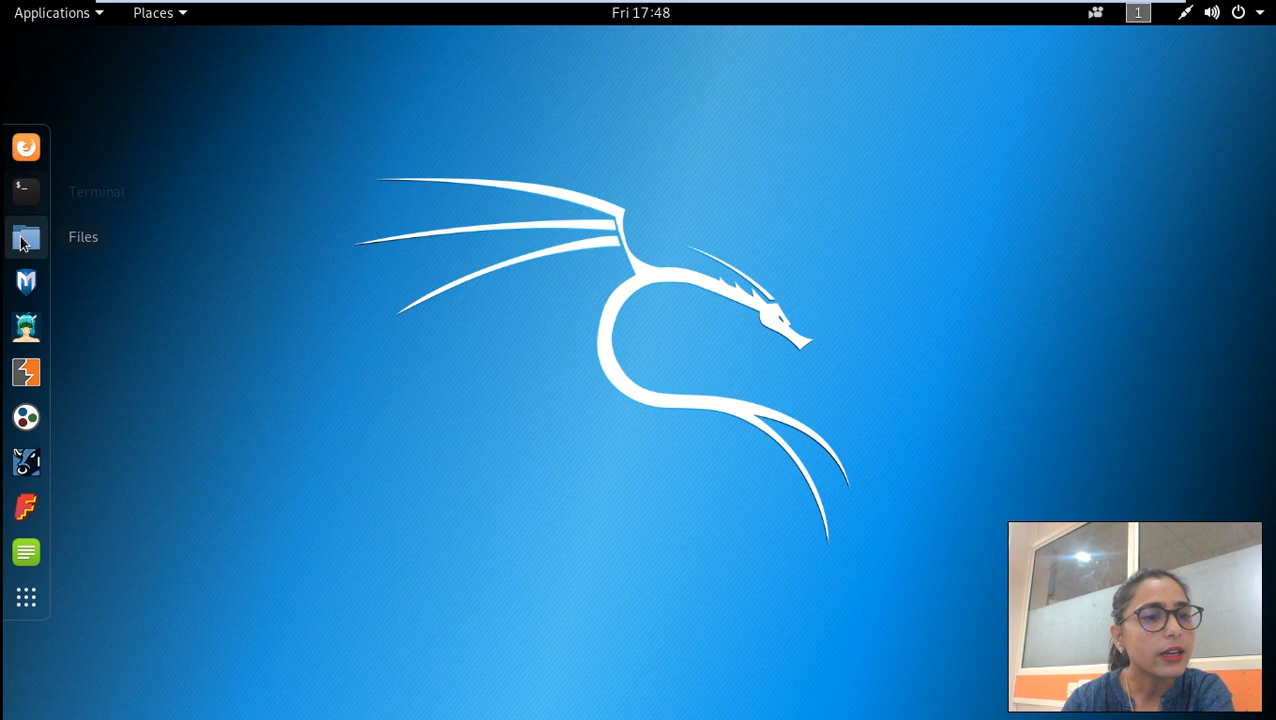 Applications
Places
Fri 17:48
1
$_
Terminal
Files